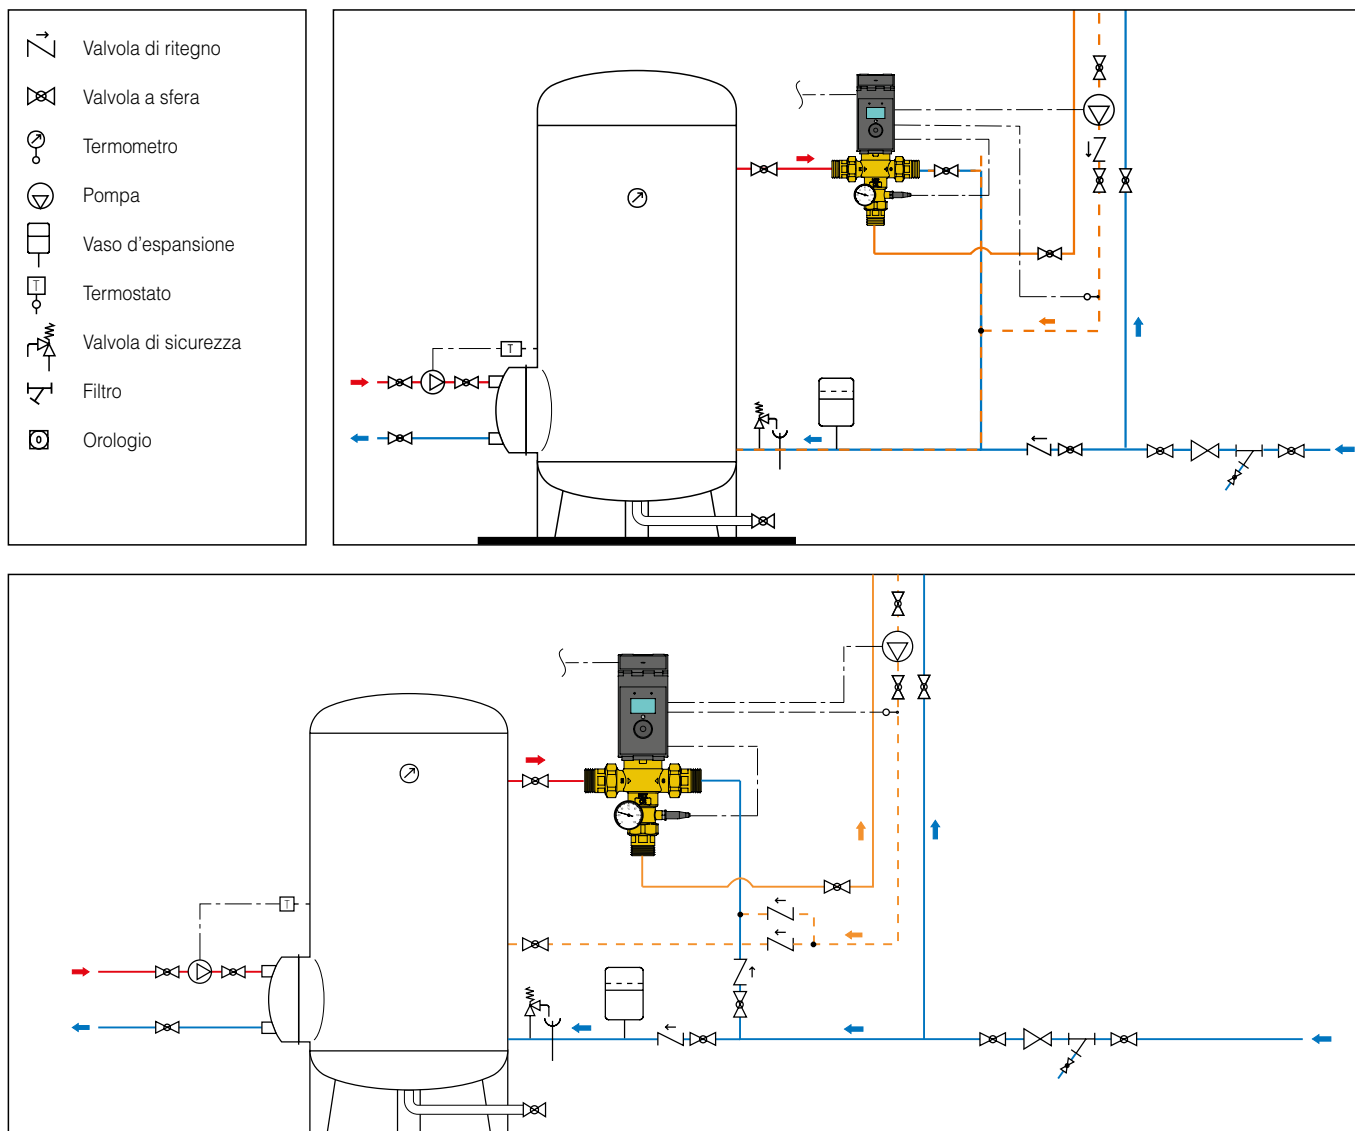 Valvola di ritegno
Valvola a sfera
Termometro
Pompa
Vaso d'espansione
T
Termostato
Valvola di sicurezza
Filtro
Orologio
T
T